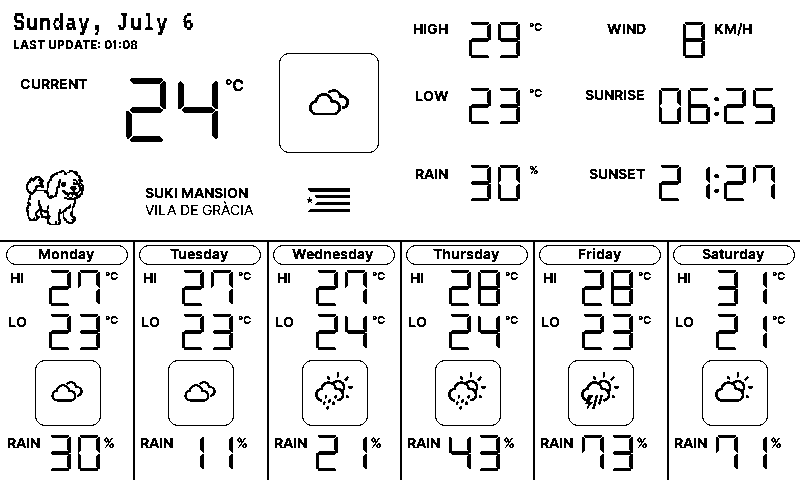 Sunday, July 6
LAST UPDATE: 01:08
CURRENT 24 °C
SUKI MANSION
VILA DE GRÀCIA
HIGH 29 °C
LOW 23 °C
RAIN 30 %
WIND 8 KM/H
SUNRISE 06:25
SUNSET 21:27
Monday
HI 27 °C
LO 23 °C
RAIN 30 %
Tuesday
HI 27 °C
LO 23 °C
RAIN 11 %
Wednesday
HI 27 °C
LO 24 °C
RAIN 21 %
Thursday
HI 28 °C
LO 24 °C
RAIN 43 %
Friday
HI 28 °C
LO 23 °C
RAIN 73 %
Saturday
HI 31 °C
LO 21 °C
RAIN 71 %